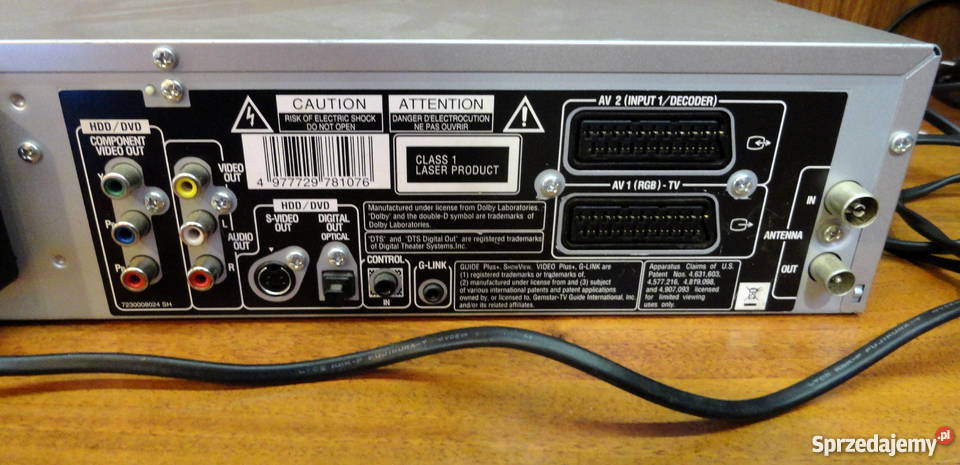 CAUTION
RISK OF ELECTRIC SHOCK
DO NOT OPEN
ATTENTION
DANGER D'ELECTROCUTION
NE PAS OUVRIR
AV 2 (INPUT 1/DECODER)
HDD/DVD
COMPONENT
VIDEO OUT
Y
PB
PR
VIDEO
OUT
L
AUDIO
OUT
R
4 977729 781076
CLASS 1
LASER PRODUCT
AV 1 (RGB) - TV
HDD/DVD
S-VIDEO
OUT
DIGITAL
OUT
OPTICAL
Manufactured under license from Dolby Laboratories.
"Dolby" and the double-D symbol are trademarks of
Dolby Laboratories.
"DTS" and "DTS Digital Out" are registered trademarks
of Digital Theater Systems,Inc.
CONTROL
IN
G-LINK
GUIDE Plus+, SHOWVIEW, VIDEO Plus+, G-LINK are
(1) registered trademarks or trademarks of,
(2) manufactured under license from and (3) subject
of various international patents and patent applications
owned by, or licensed to, Gemstar-TV Guide International, Inc.
and/or its related affiliates.
Apparatus Claims of U.S.
Patent Nos. 4,631,603,
4,577,216, 4,819,098,
and 4,907,093 licensed
for limited viewing
uses only.
IN
ANTENNA
OUT
7230008024 SH
Sprzedajemy.pl